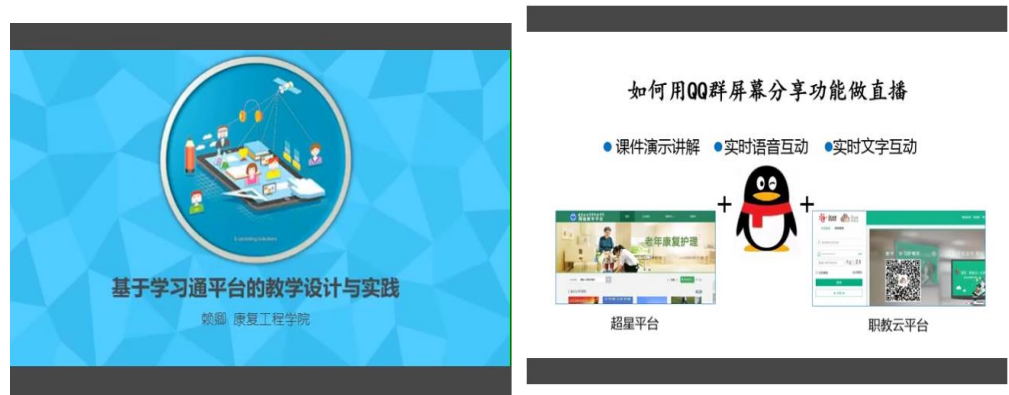 基于学习通平台的教学设计与实践
赖卿 康复工程学院
如何用QQ群屏幕分享功能做直播
●课件演示讲解 ●实时语音互动 ●实时文字互动
+ +
老年康复护理
超星平台
职教云平台